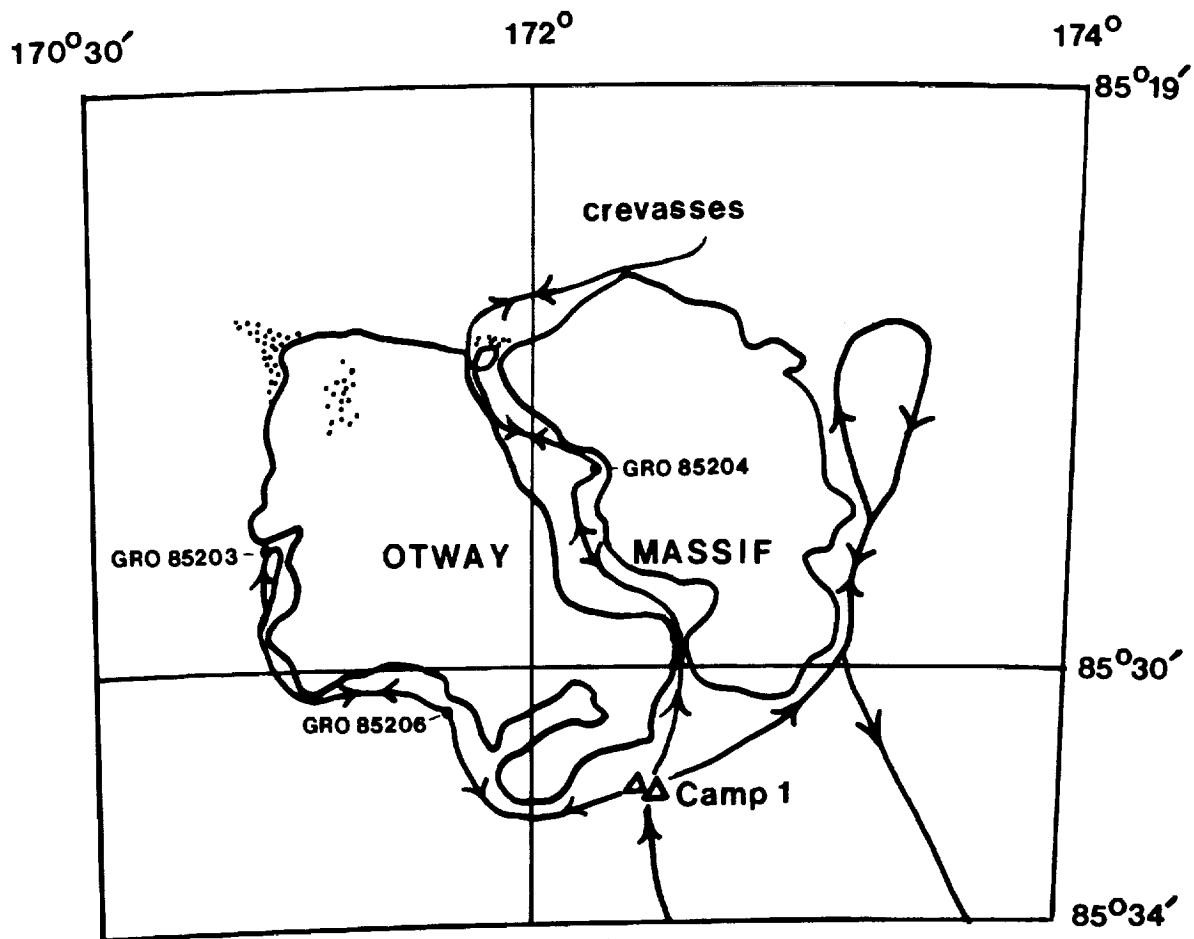 170°30′
172°
174°
85°19′
crevasses
GRO 85204
GRO 85203
OTWAY MASSIF
85°30′
GRO 85206
Camp 1
85°34′